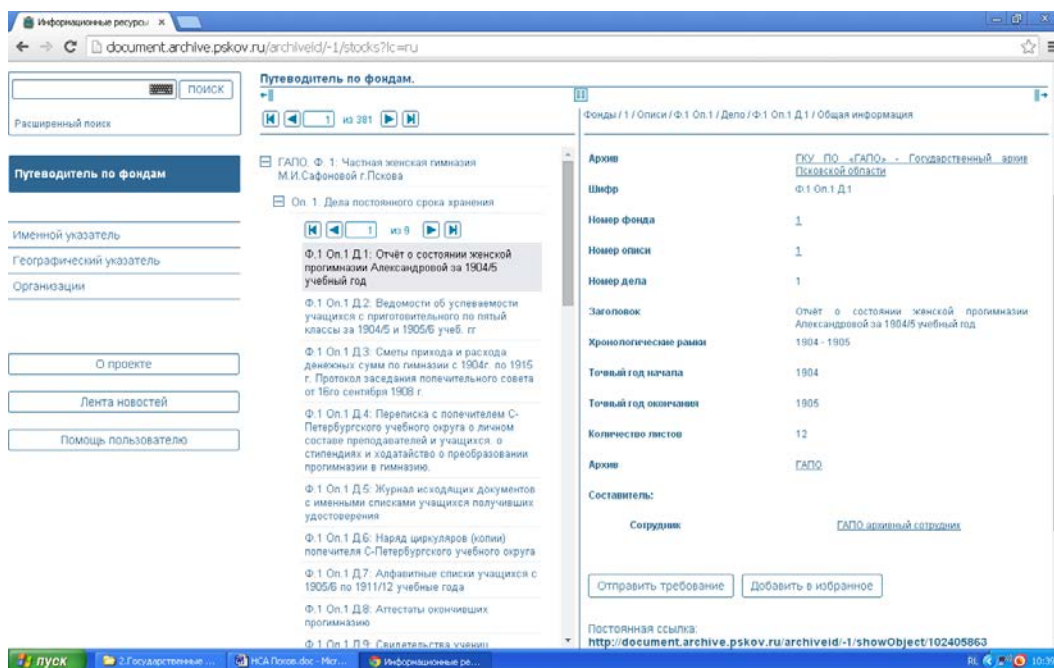 Информационные ресурсы
document.archive.pskov.ru/archiveid/-1/stocks?lc=ru
ПОИСК
Расширенный поиск
Путеводитель по фондам
Именной указатель
Географический указатель
Организации
О проекте
Лента новостей
Помощь пользователю
Путеводитель по фондам.
1 из 381
ГАПО. Ф. 1: Частная женская гимназия
М.И.Сафоновой г.Пскова
Оп. 1. Дела постоянного срока хранения
1 из 9
Ф.1 Оп.1 Д.1: Отчёт о состоянии женской
прогимназии Александровой за 1904/5
учебный год
Ф.1 Оп.1 Д.2: Ведомости об успеваемости
учащихся с приготовительного по пятый
классы за 1904/5 и 1905/6 учеб. гг
Ф.1 Оп.1 Д.3: Сметы прихода и расхода
денежных сумм по гимназии с 1904г. по 1915
г. Протокол заседания попечительного совета
от 16го сентября 1908 г.
Ф.1 Оп.1 Д.4: Переписка с попечителем С-
Петербургского учебного округа о личном
составе преподавателей и учащихся. о
стипендиях и ходатайство о преобразовании
прогимназии в гимназию.
Ф.1 Оп.1 Д.5: Журнал исходящих документов
с именными списками учащихся получивших
удостоверения
Ф.1 Оп.1 Д.6: Наряд циркуляров (копии)
попечителя С-Петербургского учебного округа
Ф.1 Оп.1 Д.7: Алфавитные списки учащихся с
1905/6 по 1911/12 учебные года
Ф.1 Оп.1 Д.8: Аттестаты окончивших
прогимназию
Ф.1 Оп.1 Д.9: Свидетельства учениц
Фонды / 1 / Описи / Ф.1 Оп.1 / Дело / Ф.1 Оп.1 Д.1 / Общая информация
Архив ГКУ ПО «ГАПО» - Государственный архив
Псковской области
Шифр Ф.1 Оп.1 Д.1
Номер фонда 1
Номер описи 1
Номер дела 1
Заголовок Отчёт о состоянии женской прогимназии
Александровой за 1904/5 учебный год
Хронологические рамки 1904 - 1905
Точный год начала 1904
Точный год окончания 1905
Количество листов 12
Архив ГАПО
Составитель:
Сотрудник ГАПО архивный сотрудник
Отправить требование Добавить в избранное
Постоянная ссылка:
http://document.archive.pskov.ru/archiveid/-1/showObject/102405863
пуск 2.Государственные ... НСА Псков.doc - Micr... Информационные ре... RL 10:39